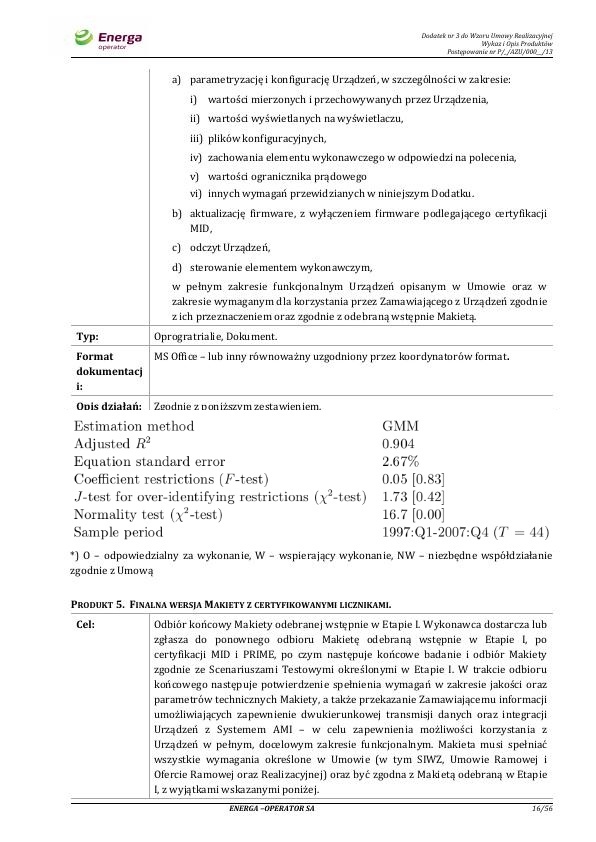 Energa
operator
Dodatek nr 3 do Wzoru Umowy Realizacyjnej
Wykaz i Opis Produktów
Postępowanie nr P/_/AZU/000__/13
a) parametryzację i konfigurację Urządzeń, w szczególności w zakresie:
i) wartości mierzonych i przechowywanych przez Urządzenia,
ii) wartości wyświetlanych na wyświetlaczu,
iii) plików konfiguracyjnych,
iv) zachowania elementu wykonawczego w odpowiedzi na polecenia,
v) wartości ogranicznika prądowego
vi) innych wymagań przewidzianych w niniejszym Dodatku.
b) aktualizację firmware, z wyłączeniem firmware podlegającego certyfikacji
MID,
c) odczyt Urządzeń,
d) sterowanie elementem wykonawczym,
w pełnym zakresie funkcjonalnym Urządzeń opisanym w Umowie oraz w
zakresie wymaganym dla korzystania przez Zamawiającego z Urządzeń zgodnie
z ich przeznaczeniem oraz zgodnie z odebraną wstępnie Makietą.
Typ: Oprogratrialie, Dokument.
Format MS Office – lub inny równoważny uzgodniony przez koordynatorów format.
dokumentacj
i:
Opis działań: Zgodnie z poniższym zestawieniem.
Estimation method GMM
Adjusted R² 0.904
Equation standard error 2.67%
Coefficient restrictions (F-test) 0.05 [0.83]
J-test for over-identifying restrictions (χ²-test) 1.73 [0.42]
Normality test (χ²-test) 16.7 [0.00]
Sample period 1997:Q1-2007:Q4 (T = 44)
*) O – odpowiedzialny za wykonanie, W – wspierający wykonanie, NW – niezbędne współdziałanie
zgodnie z Umową
PRODUKT 5. FINALNA WERSJA MAKIETY Z CERTYFIKOWANYMI LICZNIKAMI.
Cel: Odbiór końcowy Makiety odebranej wstępnie w Etapie I. Wykonawca dostarcza lub
zgłasza do ponownego odbioru Makietę odebraną wstępnie w Etapie I, po
certyfikacji MID i PRIME, po czym następuje końcowe badanie i odbiór Makiety
zgodnie ze Scenariuszami Testowymi określonymi w Etapie I. W trakcie odbioru
końcowego następuje potwierdzenie spełnienia wymagań w zakresie jakości oraz
parametrów technicznych Makiety, a także przekazanie Zamawiającemu informacji
umożliwiających zapewnienie dwukierunkowej transmisji danych oraz integracji
Urządzeń z Systemem AMI – w celu zapewnienia możliwości korzystania z
Urządzeń w pełnym, docelowym zakresie funkcjonalnym. Makieta musi spełniać
wszystkie wymagania określone w Umowie (w tym SIWZ, Umowie Ramowej i
Ofercie Ramowej oraz Realizacyjnej) oraz być zgodna z Makietą odebraną w Etapie
I, z wyjątkami wskazanymi poniżej.
ENERGA –OPERATOR SA 16/56